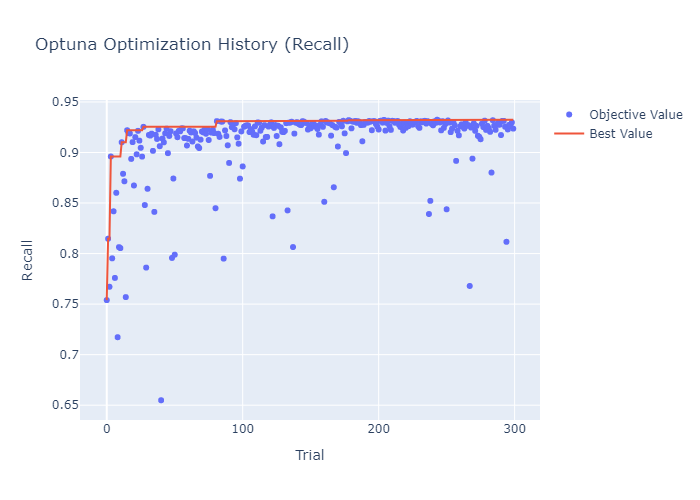 Optuna Optimization History (Recall)
Objective Value
Best Value
0.95
0.9
0.85
0.8
0.75
0.7
0.65
Recall
0
100
200
300
Trial